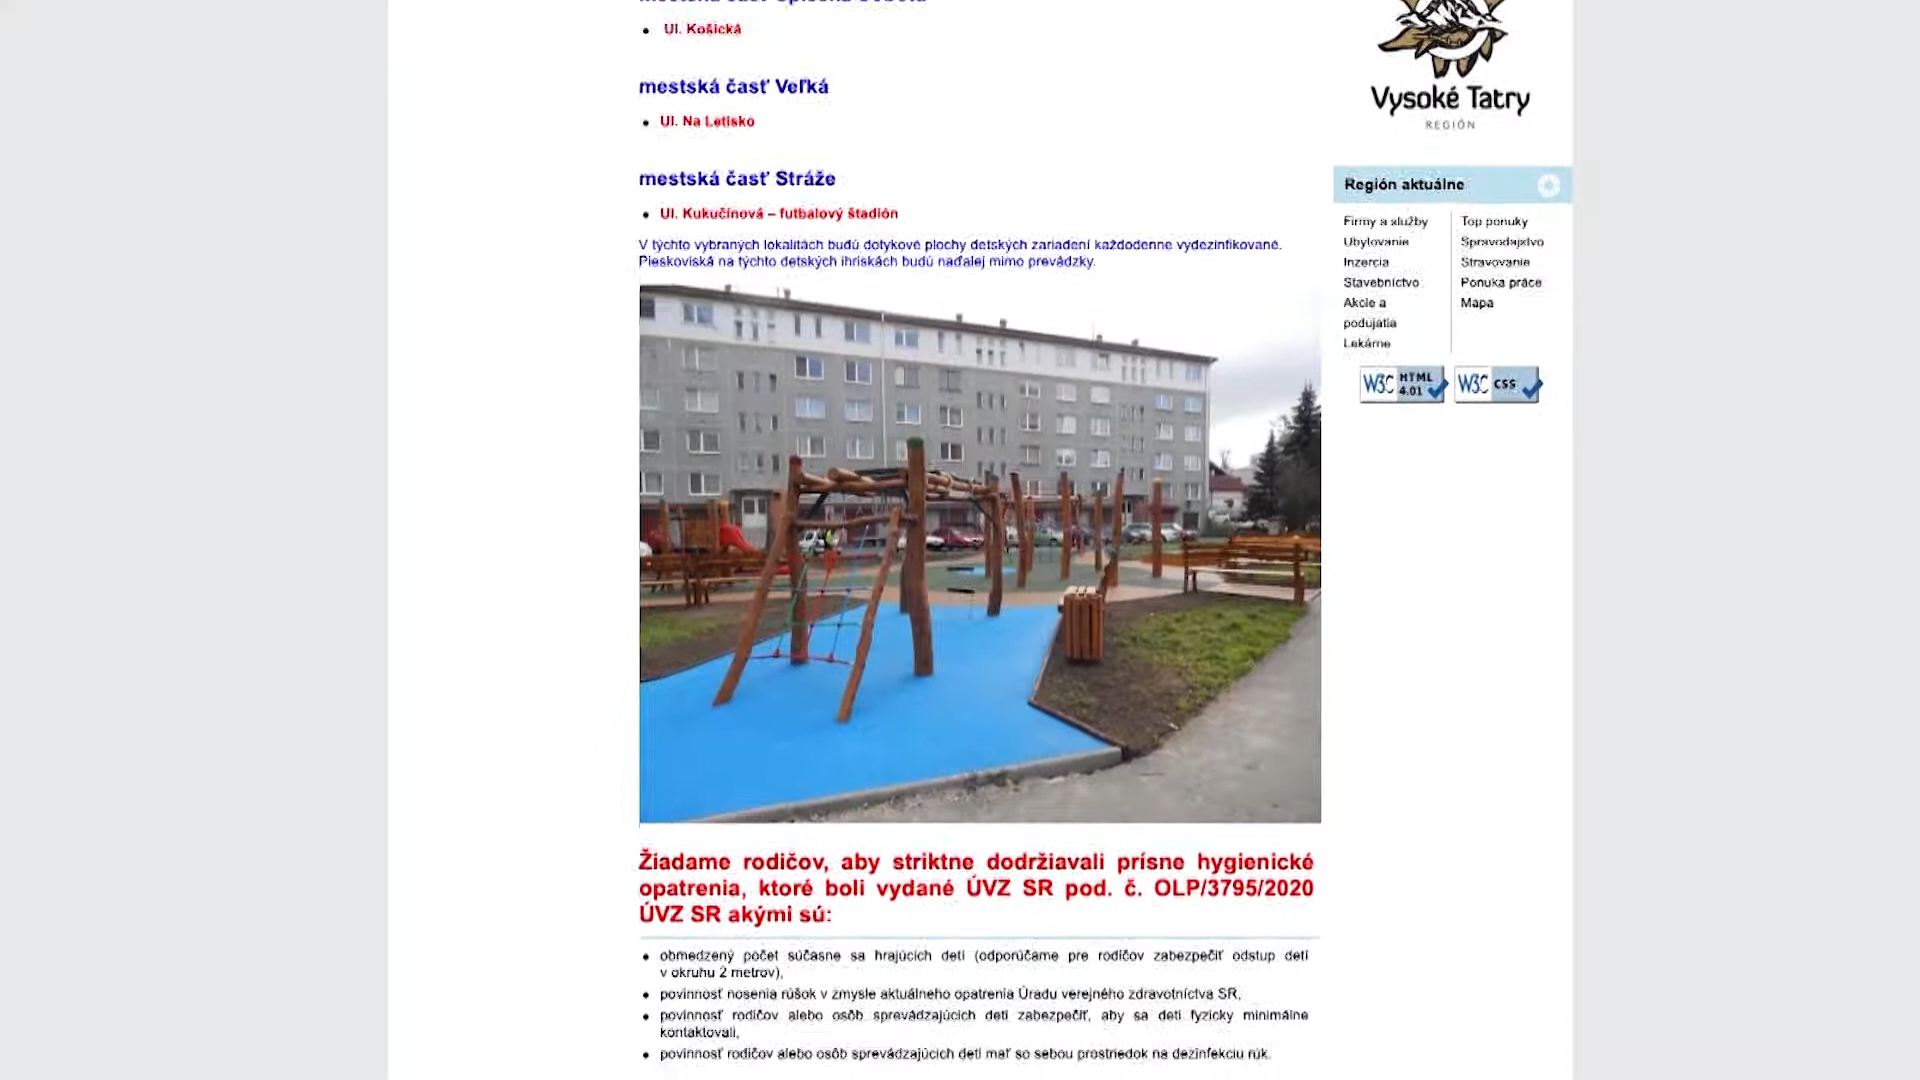 Ul. Košická
mestská časť Veľká
Ul. Na Letisko
mestská časť Stráže
Ul. Kukučínová – futbalový štadión
V týchto vybraných lokalitách budú dotykové plochy detských zariadení každodenne vydezinfikované.
Pieskoviská na týchto detských ihriskách budú naďalej mimo prevádzky.
Žiadame rodičov, aby striktne dodržiavali prísne hygienické
opatrenia, ktoré boli vydané ÚVZ SR pod. č. OLP/3795/2020
ÚVZ SR akými sú:
obmedzený počet súčasne sa hrajúcich detí (odporúčame pre rodičov zabezpečiť odstup detí
v okruhu 2 metrov),
povinnosť nosenia rúšok v zmysle aktuálneho opatrenia Úradu verejného zdravotníctva SR,
povinnosť rodičov alebo osôb sprevádzajúcich deti zabezpečiť, aby sa deti fyzicky minimálne
kontaktovali,
povinnosť rodičov alebo osôb sprevádzajúcich deti mať so sebou prostriedok na dezinfekciu rúk.
Vysoké Tatry
REGIÓN
Región aktuálne
Firmy a služby
Ubytovanie
Inzercia
Stavebníctvo
Akcie a
podujatia
Lekárne
Top ponuky
Spravodajstvo
Stravovanie
Ponuka práce
Mapa
W3C HTML 4.01
W3C CSS